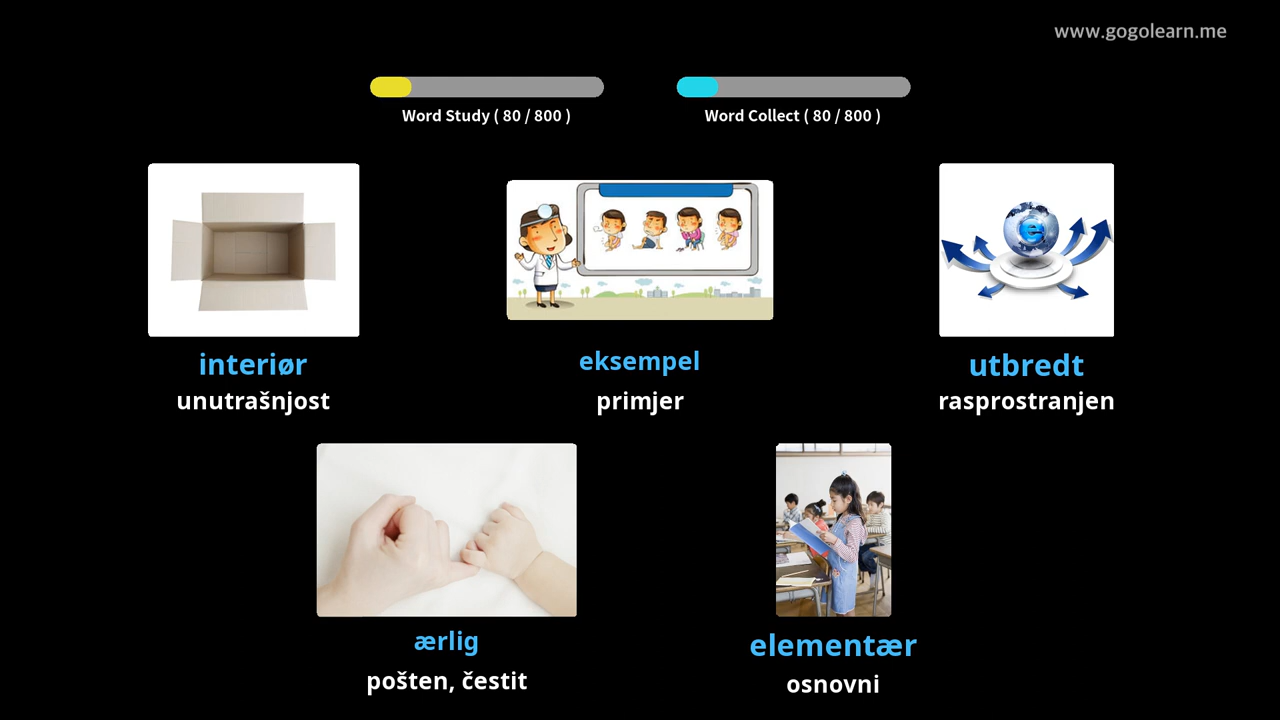 www.gogolearn.me
Word Study ( 80 / 800 )
Word Collect ( 80 / 800 )
interiør
unutrašnjost
eksempel
primjer
utbredt
rasprostranjen
ærlig
pošten, čestit
elementær
osnovni